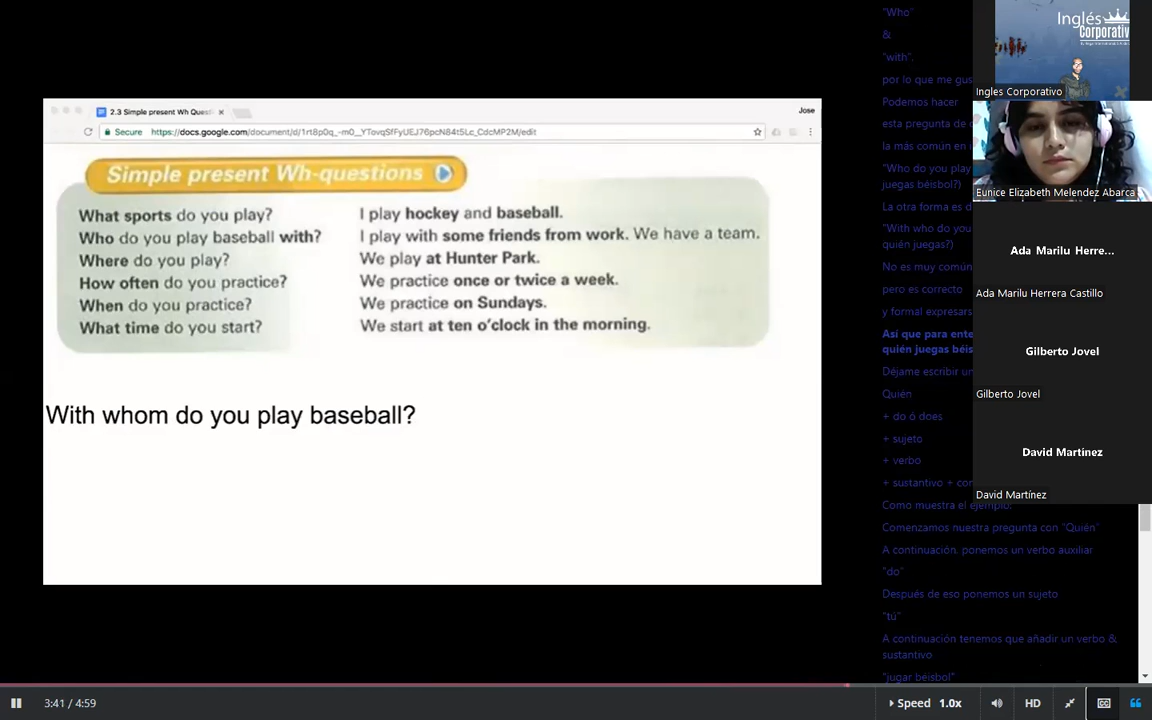 2.3 Simple present Wh Quest
Jose
Secure
https://docs.google.com/document/d/1rt8p0q_-m0__YTovqSfFyUEJ76pcN84t5Lc_CdcMP2M/edit
Simple present Wh-questions
What sports do you play? I play hockey and baseball.
Who do you play baseball with? I play with some friends from work. We have a team.
Where do you play? We play at Hunter Park.
How often do you practice? We practice once or twice a week.
When do you practice? We practice on Sundays.
What time do you start? We start at ten o'clock in the morning.
With whom do you play baseball?
"Who"
&
"with".
por lo que me gus
Podemos hacer
esta pregunta de
la más común en
"Who do you play
juegas béisbol?)
La otra forma es d
"With who do you
quién juegas?)
No es muy común
pero es correcto
y formal expresars
Así que para ente
quién juegas béis
Déjame escribir un
Quién
+ do ó does
+ sujeto
+ verbo
+ sustantivo + con
Como muestra el ejemplo;
Comenzamos nuestra pregunta con "Quién"
A continuación, ponemos un verbo auxiliar
"do"
Después de eso ponemos un sujeto
"tú"
A continuación tenemos que añadir un verbo &
sustantivo
"jugar béisbol"
Inglés
Corporativ
Ingles Corporativo
Eunice Elizabeth Melendez Abarca
Ada Marilu Herre...
Ada Marilu Herrera Castillo
Gilberto Jovel
Gilberto Jovel
David Martinez
David Martínez
3:41 / 4:59
Speed 1.0x
HD